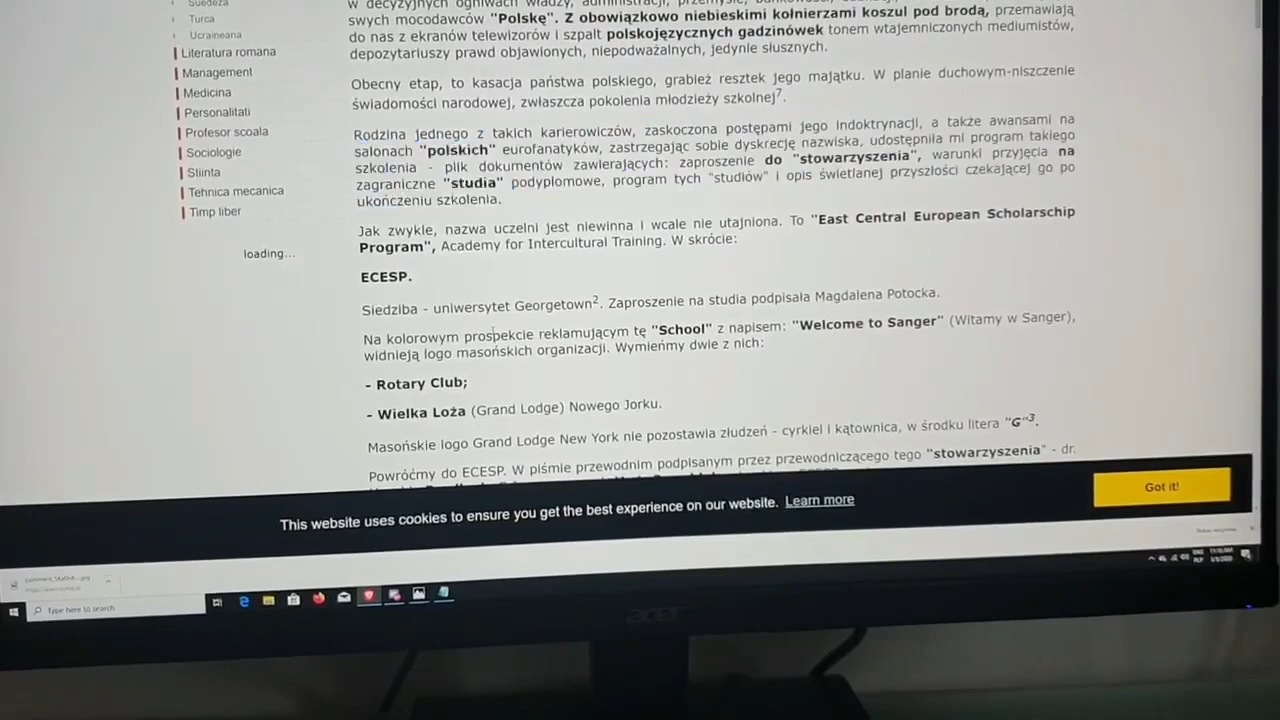 Suedeza
Turca
Ucraineana
Literatura romana
Management
Medicina
Personalitati
Profesor scoala
Sociologie
Stiinta
Tehnica mecanica
Timp liber
loading...
w decyzyjnych ogniwach władzy, administracji,
swych mocodawców "Polskę". Z obowiązkowo niebieskimi kołnierzami koszul pod brodą, przemawiają
do nas z ekranów telewizorów i szpalt polskojęzycznych gadzinówek tonem wtajemniczonych mediumistów,
depozytariuszy prawd objawionych, niepodważalnych, jedynie słusznych.
Obecny etap, to kasacja państwa polskiego, grabież resztek jego majątku. W planie duchowym-niszczenie
świadomości narodowej, zwłaszcza pokolenia młodzieży szkolnej7.
Rodzina jednego z takich karierowiczów, zaskoczona postępami jego indoktrynacji, a także awansami na
salonach "polskich" eurofanatyków, zastrzegając sobie dyskrecję nazwiska, udostępniła mi program takiego
szkolenia - plik dokumentów zawierających: zaproszenie do "stowarzyszenia", warunki przyjęcia na
zagraniczne "studia" podyplomowe, program tych "studiów" i opis świetlanej przyszłości czekającej go po
ukończeniu szkolenia.
Jak zwykle, nazwa uczelni jest niewinna i wcale nie utajniona. To "East Central European Scholarschip
Program", Academy for Intercultural Training. W skrócie:
ECESP.
Siedziba - uniwersytet Georgetown2. Zaproszenie na studia podpisała Magdalena Potocka.
Na kolorowym prospekcie reklamującym tę "School" z napisem: "Welcome to Sanger" (Witamy w Sanger),
widnieją logo masońskich organizacji. Wymieńmy dwie z nich:
- Rotary Club;
- Wielka Loża (Grand Lodge) Nowego Jorku.
Masońskie logo Grand Lodge New York nie pozostawia złudzeń - cyrkiel i kątownica, w środku litera "G"3.
Powróćmy do ECESP. W piśmie przewodnim podpisanym przez przewodniczącego tego "stowarzyszenia" - dr.
This website uses cookies to ensure you get the best experience on our website. Learn more
Got it!
Type here to search
acer